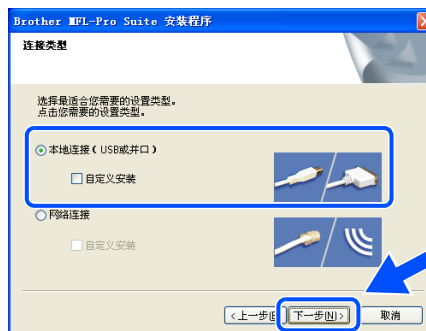 Brother MFL-Pro Suite 安装程序
连接类型
选择最适合您需要的设置类型。
点击您需要的设置类型。
本地连接（USB或并口）
自定义安装
网络连接
自定义安装
<上一步(B) 下一步(N)> 取消